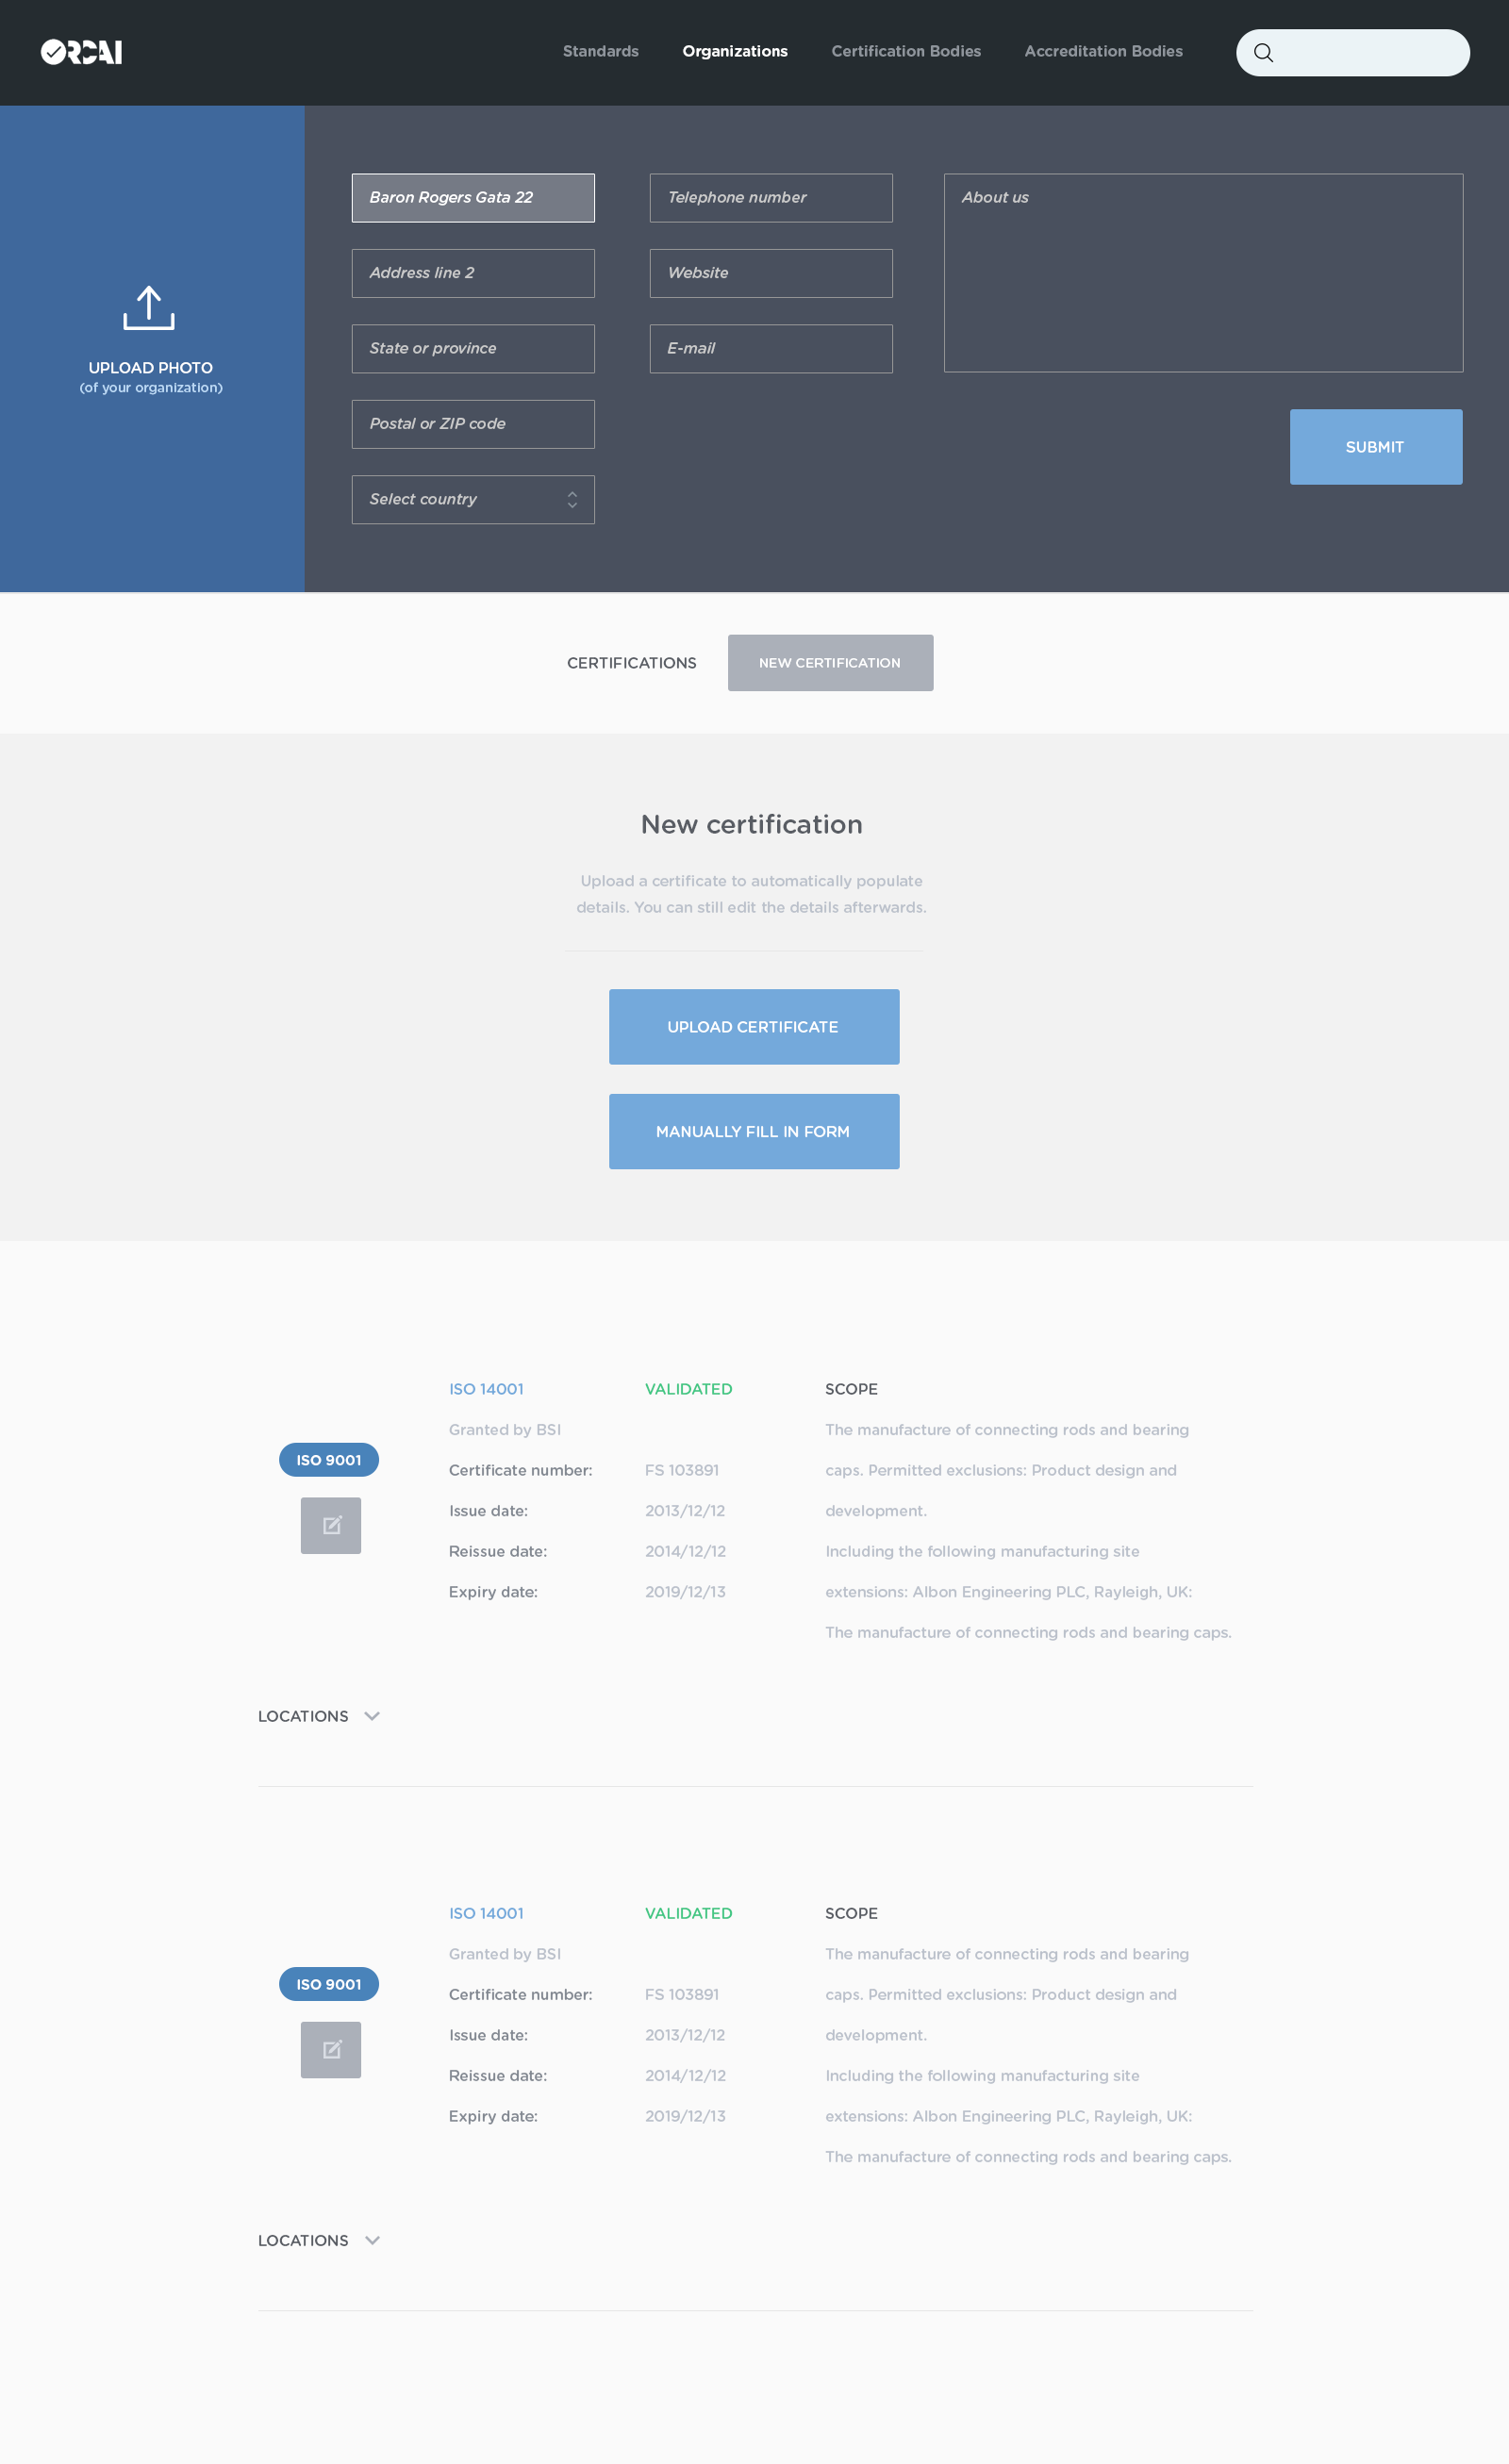 ORCAI
Standards
Organizations
Certification Bodies
Accreditation Bodies
UPLOAD PHOTO
(of your organization)
Baron Rogers Gata 22
Address line 2
State or province
Postal or ZIP code
Select country
Telephone number
Website
E-mail
About us
SUBMIT
CERTIFICATIONS
NEW CERTIFICATION
New certification
Upload a certificate to automatically populate
details. You can still edit the details afterwards.
UPLOAD CERTIFICATE
MANUALLY FILL IN FORM
ISO 9001
ISO 14001
Granted by BSI
Certificate number:
Issue date:
Reissue date:
Expiry date:
VALIDATED
FS 103891
2013/12/12
2014/12/12
2019/12/13
SCOPE
The manufacture of connecting rods and bearing
caps. Permitted exclusions: Product design and
development.
Including the following manufacturing site
extensions: Albon Engineering PLC, Rayleigh, UK:
The manufacture of connecting rods and bearing caps.
LOCATIONS
ISO 9001
ISO 14001
Granted by BSI
Certificate number:
Issue date:
Reissue date:
Expiry date:
VALIDATED
FS 103891
2013/12/12
2014/12/12
2019/12/13
SCOPE
The manufacture of connecting rods and bearing
caps. Permitted exclusions: Product design and
development.
Including the following manufacturing site
extensions: Albon Engineering PLC, Rayleigh, UK:
The manufacture of connecting rods and bearing caps.
LOCATIONS